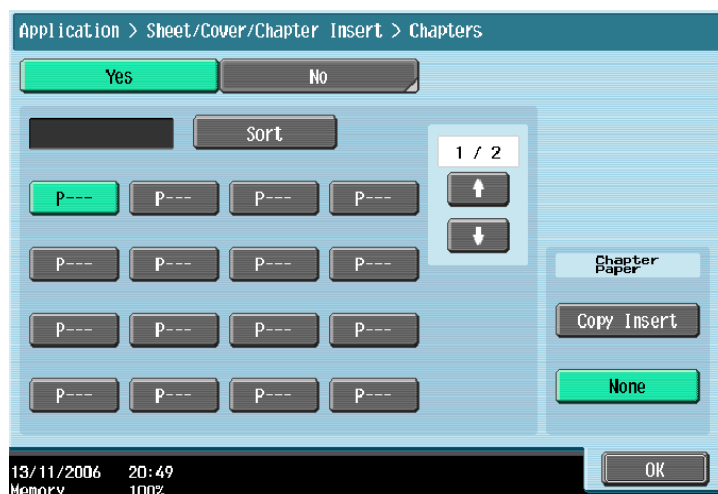 Application > Sheet/Cover/Chapter Insert > Chapters
Yes No
Sort
1 / 2
P--- P--- P--- P---
P--- P--- P--- P---
Chapter
Paper
P--- P--- P--- P---
Copy Insert
P--- P--- P--- P---
None
13/11/2006 20:49
Memory 100%
OK